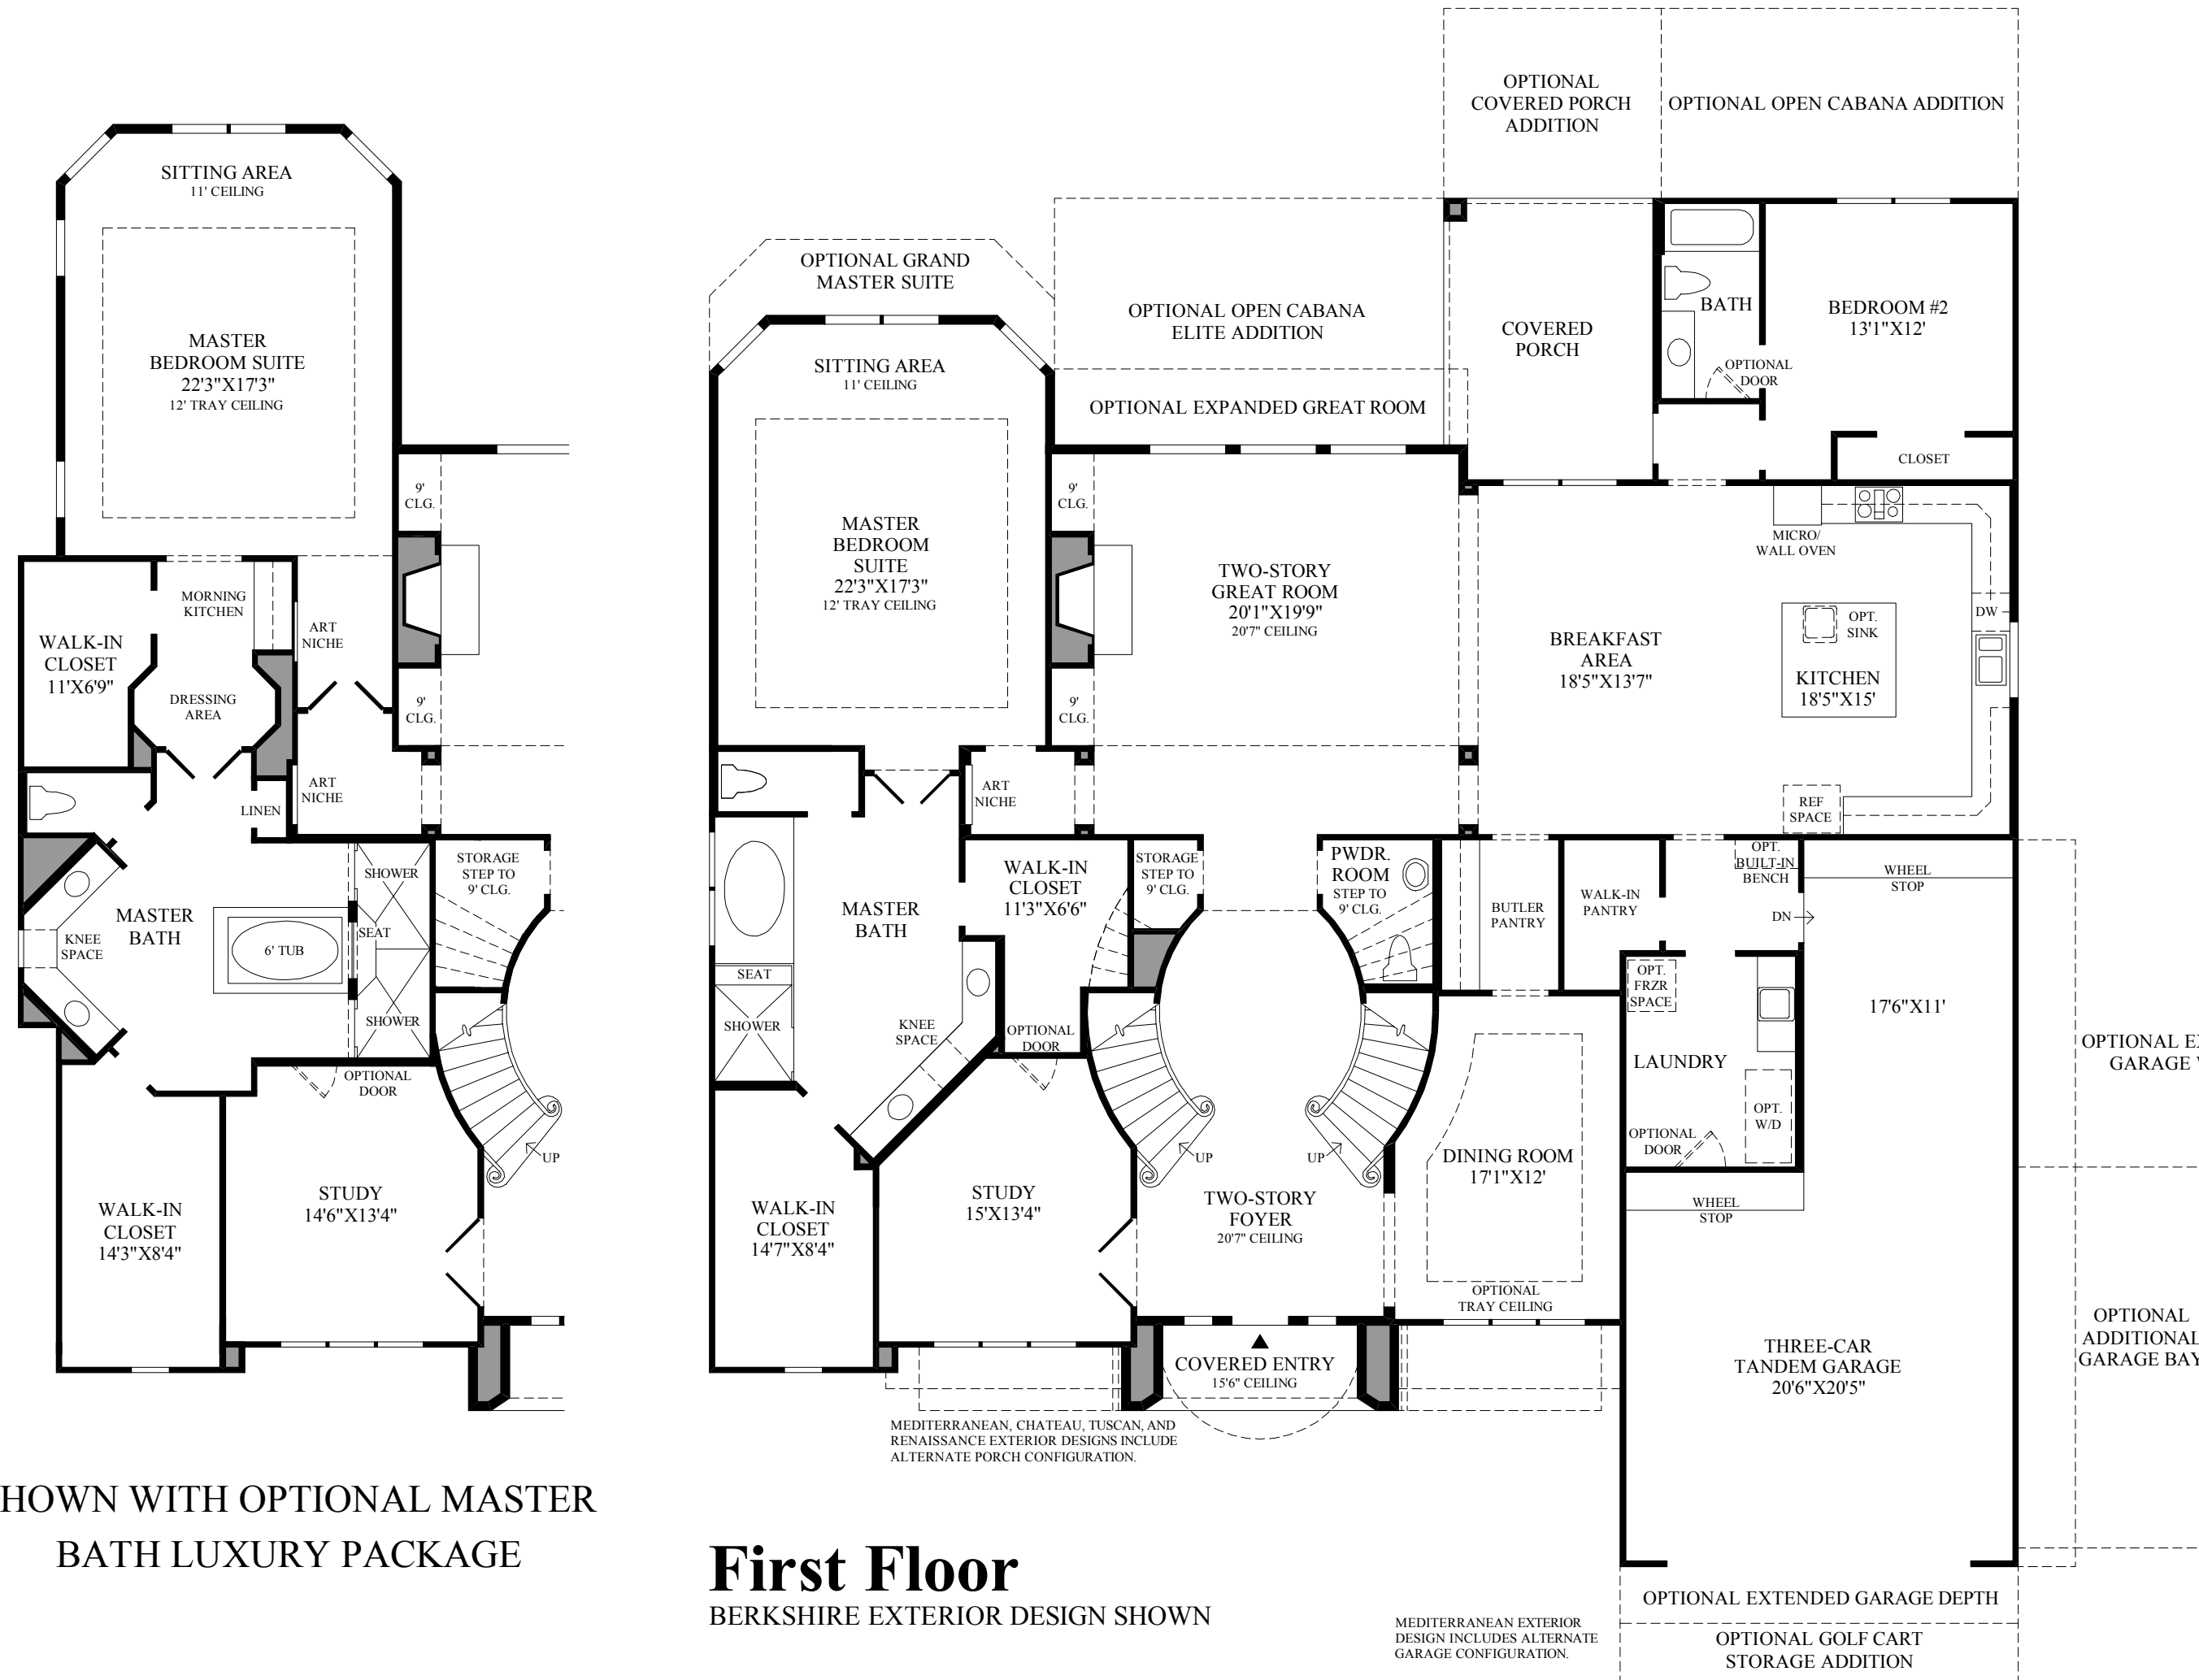 SITTING AREA
11' CEILING
MASTER
BEDROOM SUITE
22'3"X17'3"
12' TRAY CEILING
9'
CLG.
MORNING
KITCHEN
WALK-IN
CLOSET
11'X6'9"
ART
NICHE
DRESSING
AREA
9'
CLG.
ART
NICHE
LINEN
STORAGE
STEP TO
9' CLG.
SHOWER
MASTER
BATH
SEAT
KNEE
SPACE
6' TUB
SHOWER
OPTIONAL
DOOR
UP
STUDY
14'6"X13'4"
WALK-IN
CLOSET
14'3"X8'4"
HOWN WITH OPTIONAL MASTER
BATH LUXURY PACKAGE
OPTIONAL
COVERED PORCH
ADDITION
OPTIONAL OPEN CABANA ADDITION
OPTIONAL GRAND
MASTER SUITE
OPTIONAL OPEN CABANA
ELITE ADDITION
COVERED
PORCH
BATH
BEDROOM #2
13'1"X12'
OPTIONAL
DOOR
SITTING AREA
11' CEILING
OPTIONAL EXPANDED GREAT ROOM
CLOSET
9'
CLG.
MASTER
BEDROOM
SUITE
22'3"X17'3"
12' TRAY CEILING
TWO-STORY
GREAT ROOM
20'1"X19'9"
20'7" CEILING
MICRO/
WALL OVEN
DW
OPT.
SINK
BREAKFAST
AREA
18'5"X13'7"
KITCHEN
18'5"X15'
9'
CLG.
ART
NICHE
REF
SPACE
WALK-IN
CLOSET
11'3"X6'6"
STORAGE
STEP TO
9' CLG.
PWDR.
ROOM
STEP TO
9' CLG.
BUTLER
PANTRY
WALK-IN
PANTRY
OPT.
BUILT-IN
BENCH
WHEEL
STOP
DN
MASTER
BATH
SEAT
SHOWER
KNEE
SPACE
OPTIONAL
DOOR
OPT.
FRZR
SPACE
17'6"X11'
LAUNDRY
OPT.
W/D
OPTIONAL
DOOR
OPTIONAL E
GARAGE
UP
UP
DINING ROOM
17'1"X12'
WALK-IN
CLOSET
14'7"X8'4"
STUDY
15'X13'4"
TWO-STORY
FOYER
20'7" CEILING
WHEEL
STOP
OPTIONAL
TRAY CEILING
COVERED ENTRY
15'6" CEILING
THREE-CAR
TANDEM GARAGE
20'6"X20'5"
OPTIONAL
ADDITIONAL
GARAGE BAY
MEDITERRANEAN, CHATEAU, TUSCAN, AND
RENAISSANCE EXTERIOR DESIGNS INCLUDE
ALTERNATE PORCH CONFIGURATION.
First Floor
BERKSHIRE EXTERIOR DESIGN SHOWN
MEDITERRANEAN EXTERIOR
DESIGN INCLUDES ALTERNATE
GARAGE CONFIGURATION.
OPTIONAL EXTENDED GARAGE DEPTH
OPTIONAL GOLF CART
STORAGE ADDITION